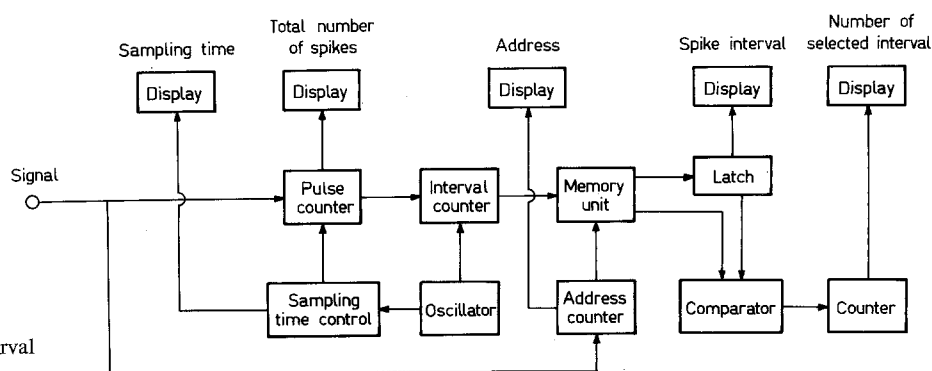 Sampling time
Total number
of spikes
Address
Spike interval
Number of
selected interval
Display
Display
Display
Display
Display
Signal
Pulse
counter
Interval
counter
Memory
unit
Latch
Sampling
time control
Oscillator
Address
counter
Comparator
Counter